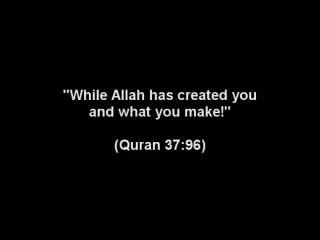 "While Allah has created you
and what you make!"
(Quran 37:96)